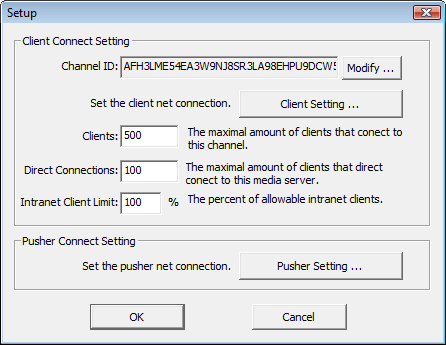 Setup
Client Connect Setting
Channel ID: AFH3LME54EA3W9NJ8SR3LA98EHPU9DCW5 Modify ...
Set the client net connection. Client Setting ...
Clients: 500 The maximal amount of clients that conect to
this channel.
Direct Connections: 100 The maximal amount of clients that direct
conect to this media server.
Intranet Client Limit: 100 % The percent of allowable intranet clients.
Pusher Connect Setting
Set the pusher net connection. Pusher Setting ...
OK Cancel